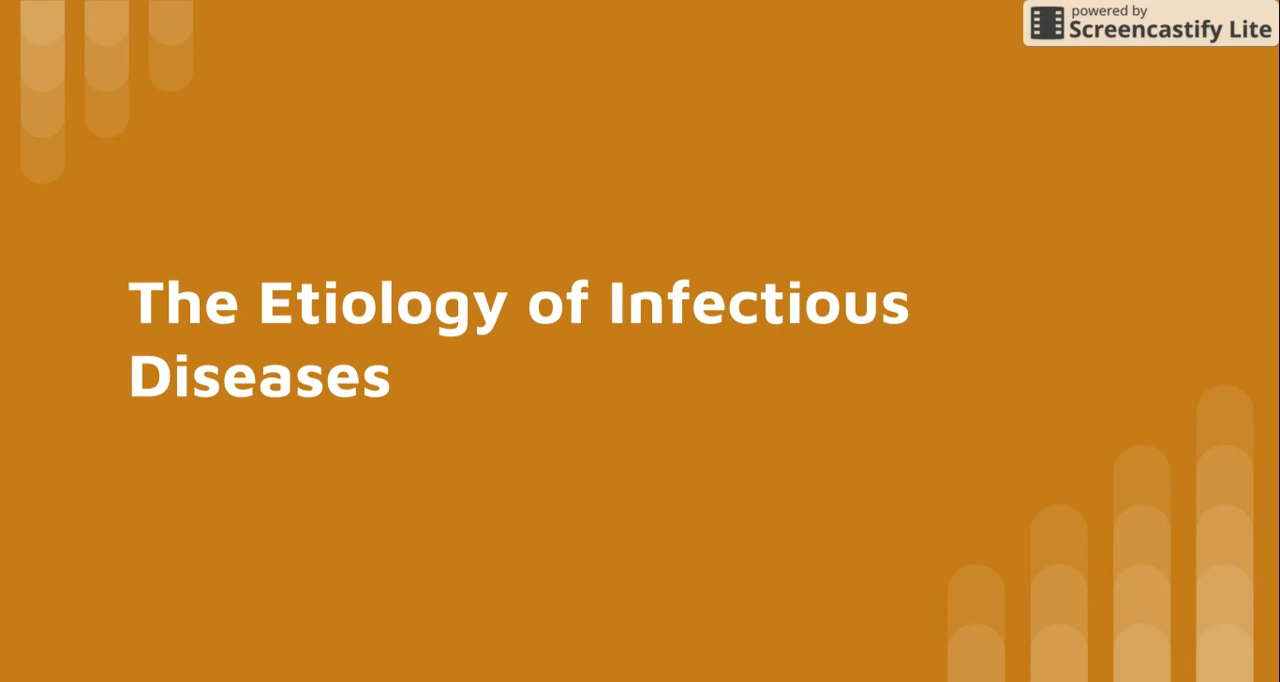 powered by
Screencastify Lite
The Etiology of Infectious
Diseases